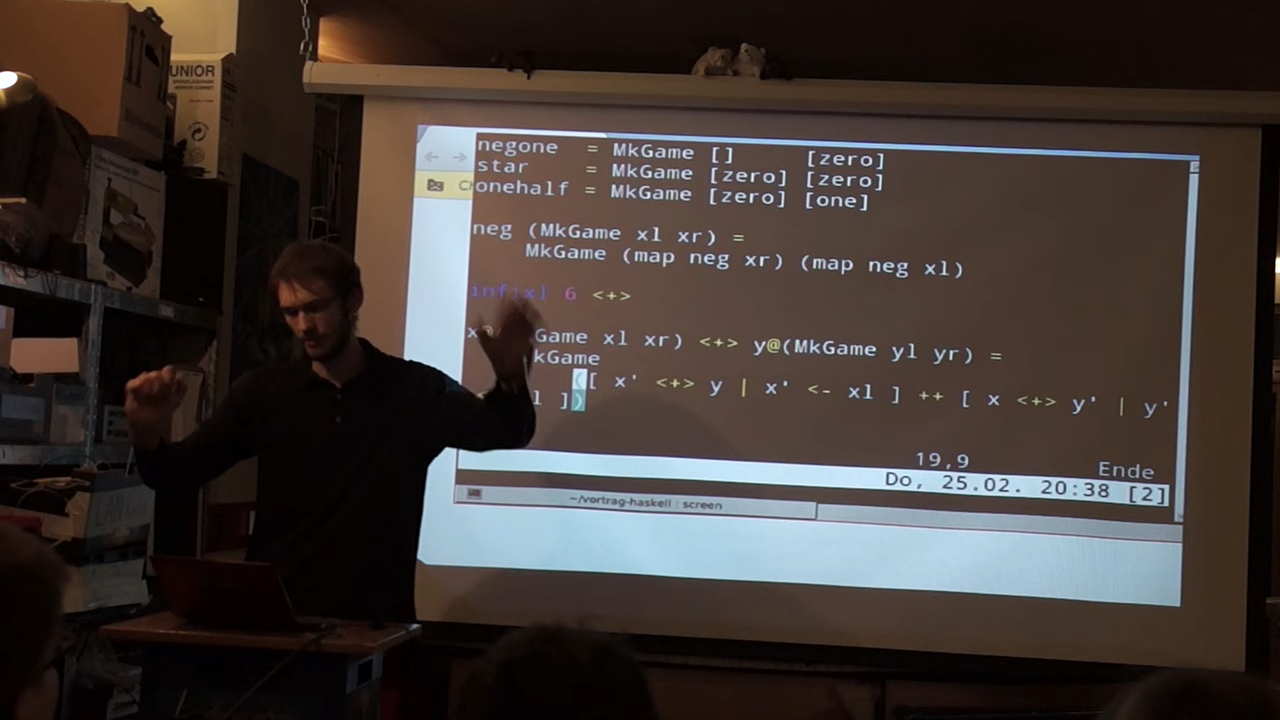 UNIOR
negone = MkGame [] [zero]
star = MkGame [zero] [zero]
onehalf = MkGame [zero] [one]
neg (MkGame xl xr) =
MkGame (map neg xr) (map neg xl)
infixl 6 <+>
x@ Game xl xr) <+> y@(MkGame yl yr) =
kGame
([ x' <+> y | x' <- xl ] ++ [ x <+> y' | y'
l ])
19,9 Ende
Do, 25.02. 20:38 [2]
~/vortrag-haskell : screen